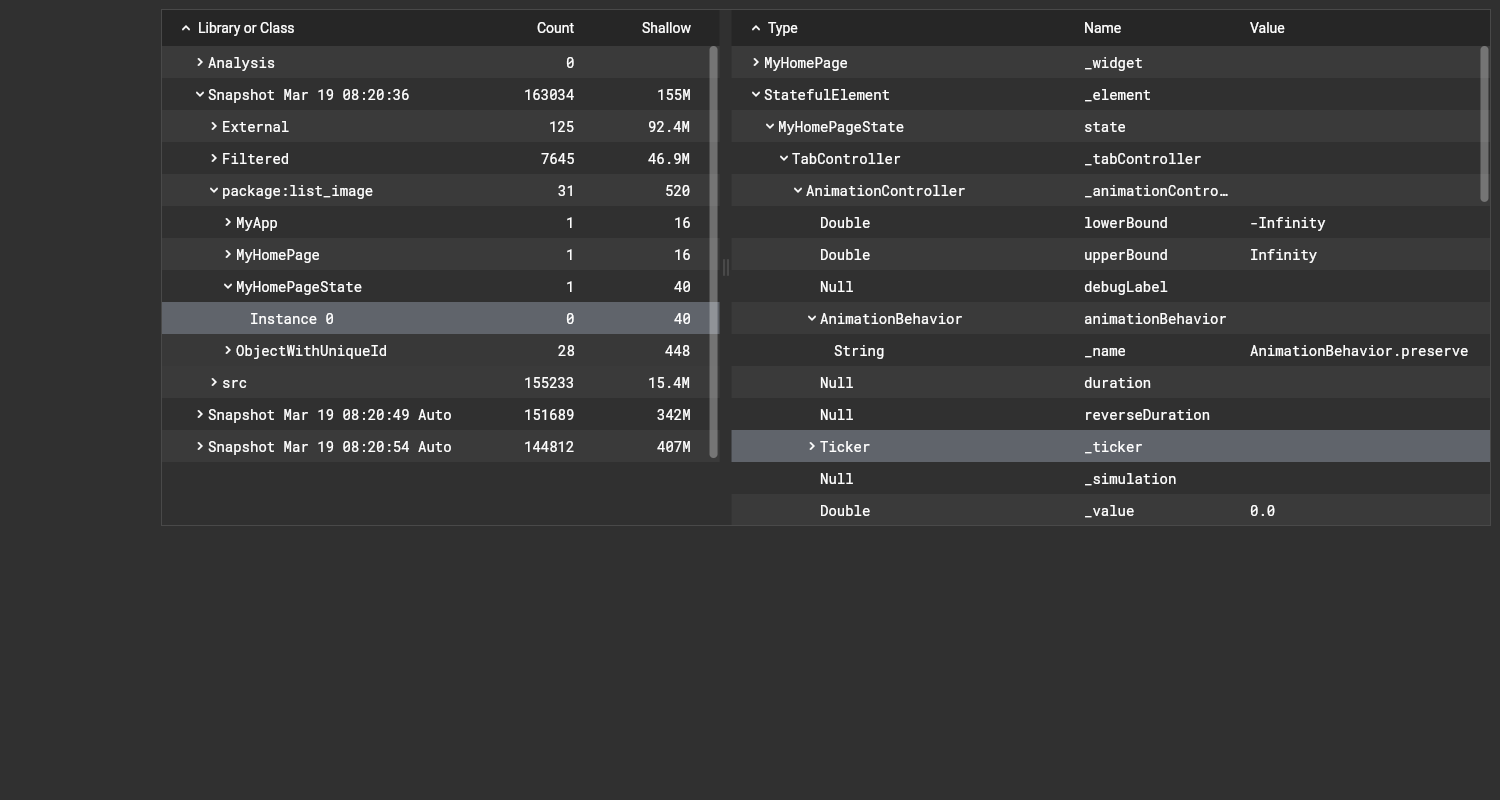 Library or Class Count Shallow
Analysis 0
Snapshot Mar 19 08:20:36 163034 155M
External 125 92.4M
Filtered 7645 46.9M
package:list_image 31 520
MyApp 1 16
MyHomePage 1 16
MyHomePageState 1 40
Instance 0 0 40
ObjectWithUniqueId 28 448
src 155233 15.4M
Snapshot Mar 19 08:20:49 Auto 151689 342M
Snapshot Mar 19 08:20:54 Auto 144812 407M
Type Name Value
MyHomePage _widget
StatefulElement _element
MyHomePageState state
TabController _tabController
AnimationController _animationContro…
Double lowerBound -Infinity
Double upperBound Infinity
Null debugLabel
AnimationBehavior animationBehavior
String _name AnimationBehavior.preserve
Null duration
Null reverseDuration
Ticker _ticker
Null _simulation
Double _value 0.0